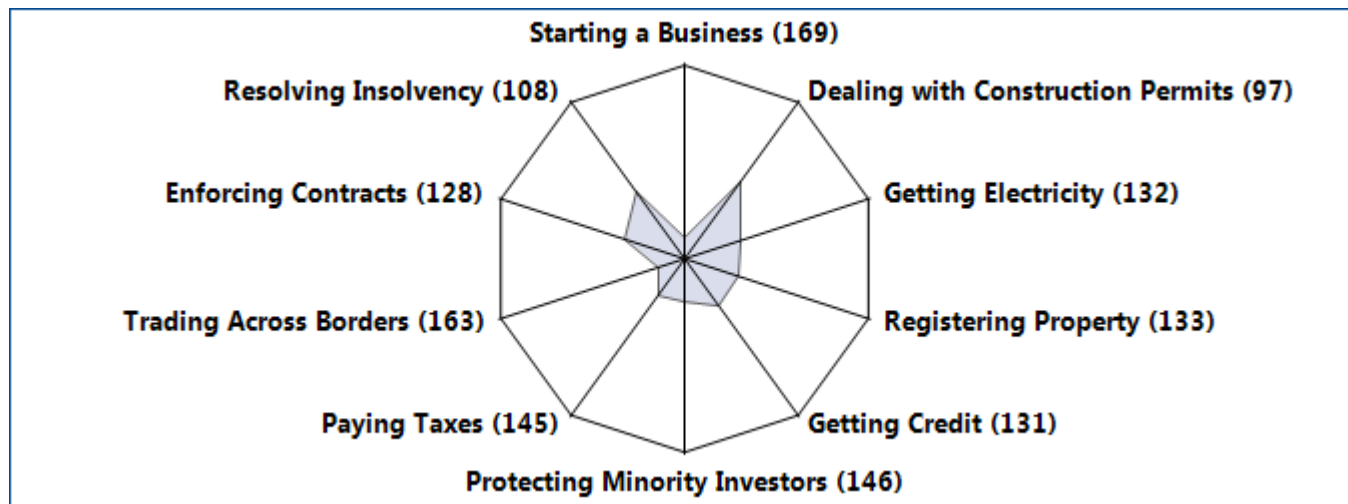 Starting a Business (169)
Resolving Insolvency (108)
Dealing with Construction Permits (97)
Enforcing Contracts (128)
Getting Electricity (132)
Trading Across Borders (163)
Registering Property (133)
Paying Taxes (145)
Getting Credit (131)
Protecting Minority Investors (146)